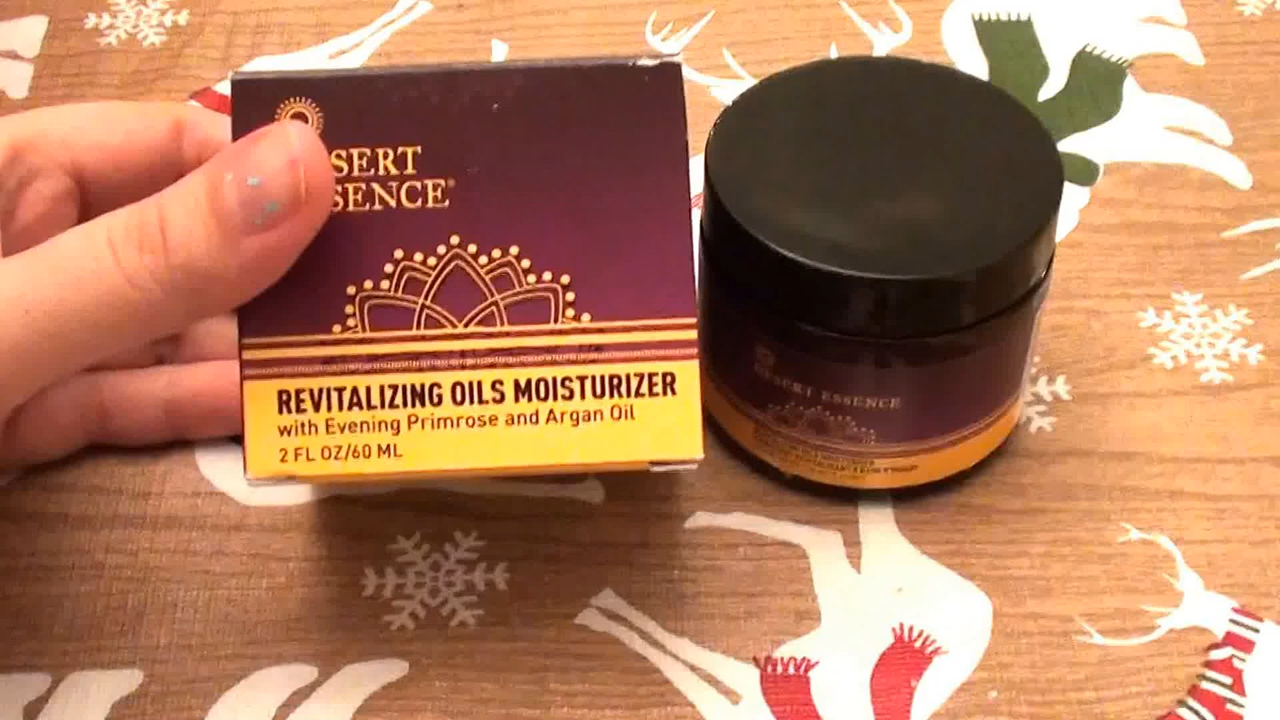 SERT
SENCE®
REVITALIZING OILS MOISTURIZER
with Evening Primrose and Argan Oil
2 FL OZ/60 ML
DESERT ESSENCE